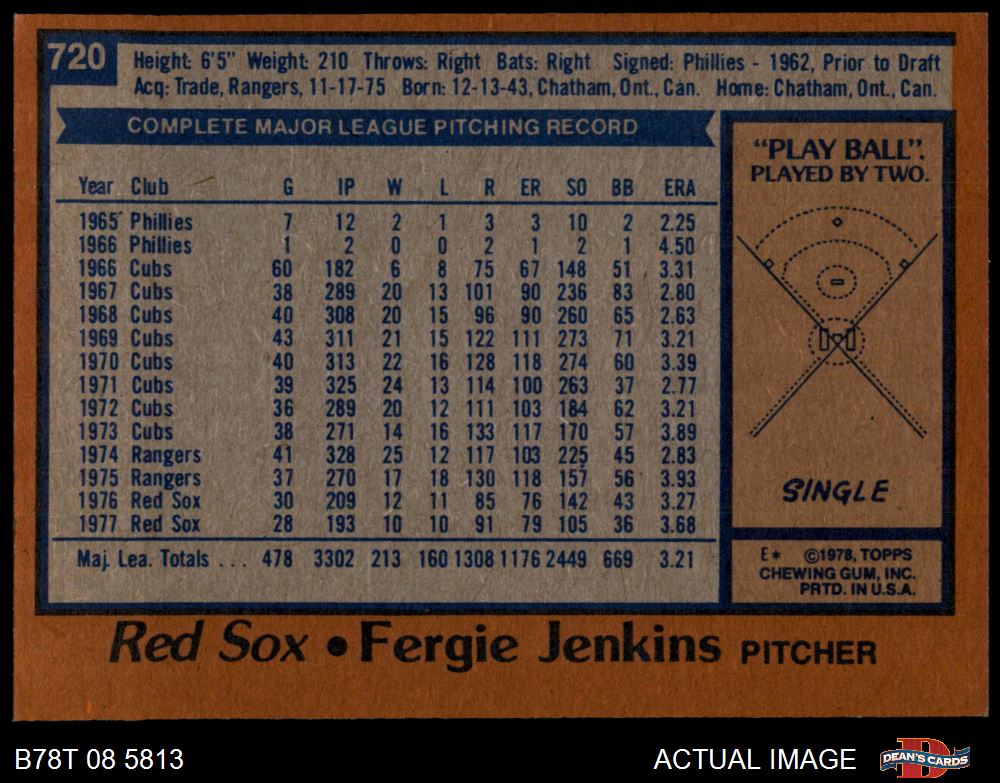 720
Height: 6'5" Weight: 210 Throws: Right Bats: Right Signed: Phillies - 1962, Prior to Draft
Acq: Trade, Rangers, 11-17-75 Born: 12-13-43, Chatham, Ont., Can. Home: Chatham, Ont., Can.
COMPLETE MAJOR LEAGUE PITCHING RECORD
Year Club G IP W L R ER SO BB ERA
1965 Phillies 7 12 2 1 3 3 10 2 2.25
1966 Phillies 1 2 0 0 2 1 2 1 4.50
1966 Cubs 60 182 6 8 75 67 148 51 3.31
1967 Cubs 38 289 20 13 101 90 236 83 2.80
1968 Cubs 40 308 20 15 96 90 260 65 2.63
1969 Cubs 43 311 21 15 122 111 273 71 3.21
1970 Cubs 40 313 22 16 128 118 274 60 3.39
1971 Cubs 39 325 24 13 114 100 263 37 2.77
1972 Cubs 36 289 20 12 111 103 184 62 3.21
1973 Cubs 38 271 14 16 133 117 170 57 3.89
1974 Rangers 41 328 25 12 117 103 225 45 2.83
1975 Rangers 37 270 17 18 130 118 157 56 3.93
1976 Red Sox 30 209 12 11 85 76 142 43 3.27
1977 Red Sox 28 193 10 10 91 79 105 36 3.68
Maj. Lea. Totals ... 478 3302 213 160 1308 1176 2449 669 3.21
"PLAY BALL".
PLAYED BY TWO.
SINGLE
E* ©1978, TOPPS
CHEWING GUM, INC.
PRTD. IN U.S.A.
Red Sox • Fergie Jenkins PITCHER
B78T 08 5813
ACTUAL IMAGE
DEAN'S CARDS